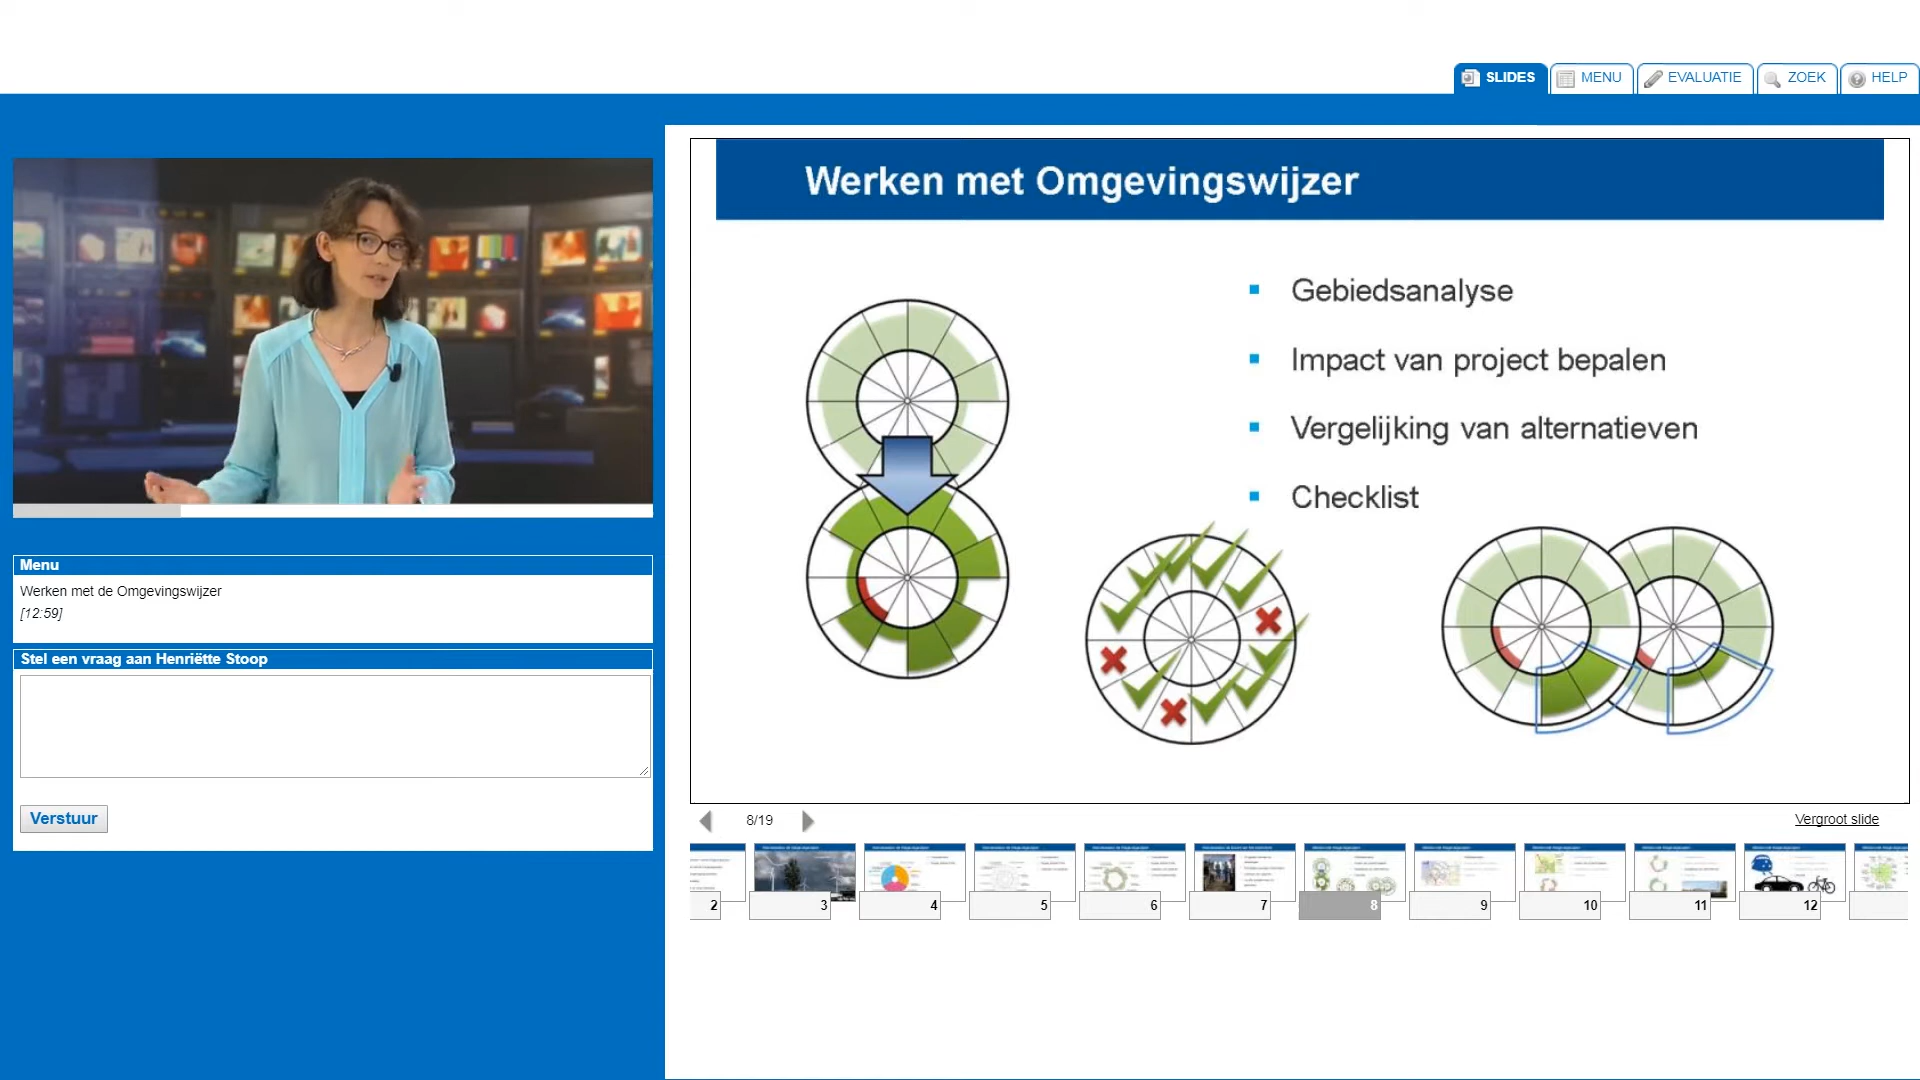 SLIDES
MENU
EVALUATIE
ZOEK
HELP
Werken met Omgevingswijzer
Gebiedsanalyse
Impact van project bepalen
Vergelijking van alternatieven
Checklist
Menu
Werken met de Omgevingswijzer
[12:59]
Stel een vraag aan Henriëtte Stoop
Verstuur
8/19
Vergroot slide
2
3
4
5
6
7
8
9
10
11
12